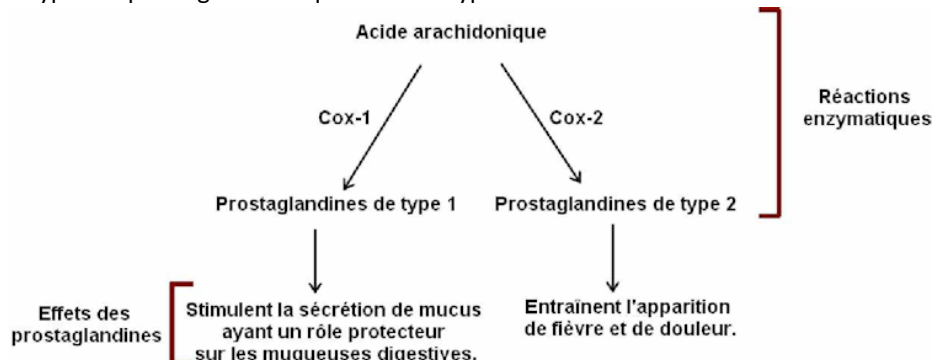 Acide arachidonique
Réactions
enzymatiques
Cox-1
Cox-2
Prostaglandines de type 1
Prostaglandines de type 2
Effets des
prostaglandines
Stimulent la sécrétion de mucus
ayant un rôle protecteur
sur les muqueuses digestives.
Entraînent l'apparition
de fièvre et de douleur.